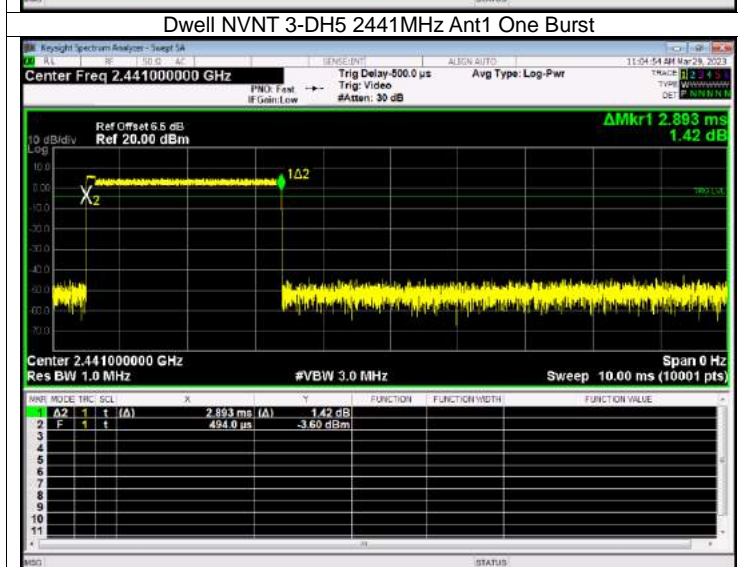 MSG STATUS
Dwell NVNT 3-DH5 2441MHz Ant1 One Burst
Keysight Spectrum Analyzer - Swept SA
RL RF 50 Ω AC SENSE:INT ALIGN AUTO 11:04:54 AM Mar 29, 2023
Center Freq 2.441000000 GHz
PNO: Fast
IFGain:Low
Trig Delay-500.0 µs
Trig: Video
#Atten: 30 dB
Avg Type: Log-Pwr
TRACE 1 2 3 4 5 6
TYPE WWWWWW
DET P NNNNN
ΔMkr1 2.893 ms
1.42 dB
Ref Offset 6.5 dB
10 dB/div Ref 20.00 dBm
Log
10.0
0.00
-10.0
-20.0
-30.0
-40.0
-50.0
-60.0
-70.0
1Δ2
X2
TRIG LVL
Center 2.441000000 GHz Span 0 Hz
Res BW 1.0 MHz #VBW 3.0 MHz Sweep 10.00 ms (10001 pts)
MKR MODE TRC SCL X Y FUNCTION FUNCTION WIDTH FUNCTION VALUE
1 Δ2 1 t (Δ) 2.893 ms (Δ) 1.42 dB
2 F 1 t 494.0 µs -3.60 dBm
3
4
5
6
7
8
9
10
11
MSG STATUS